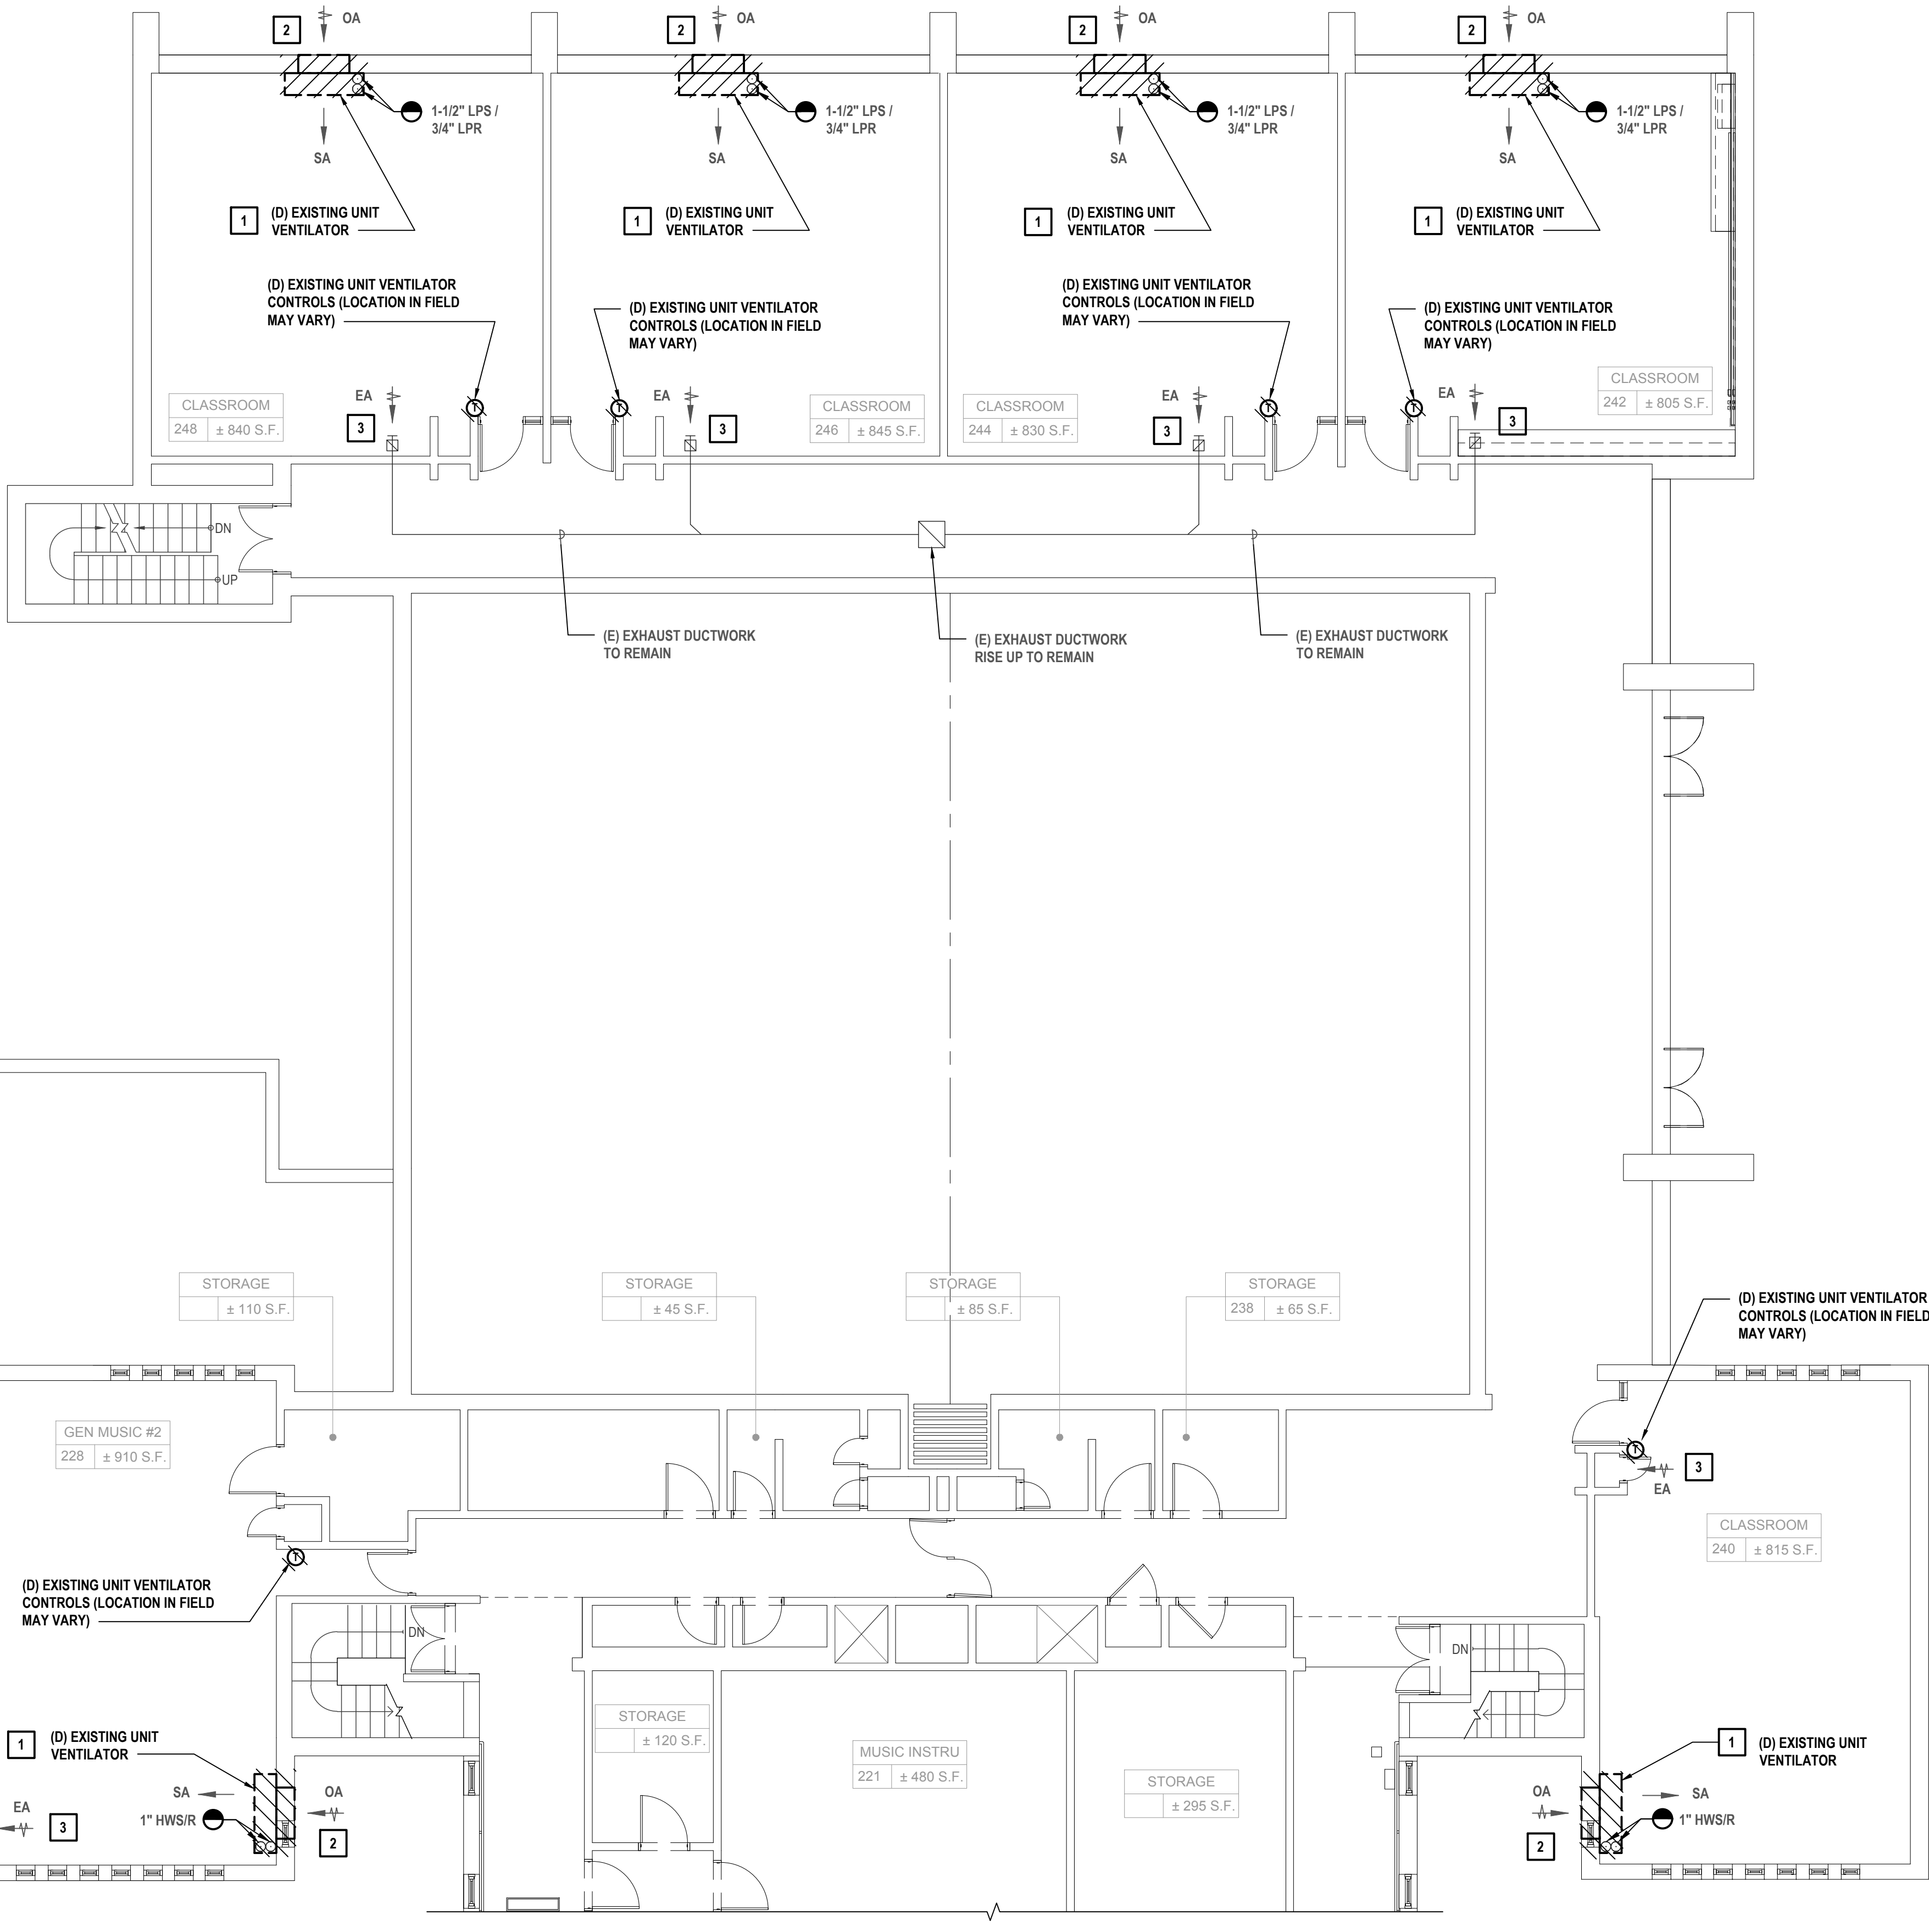 2
OA
2
OA
2
OA
2
OA
1-1/2" LPS /
3/4" LPR
1-1/2" LPS /
3/4" LPR
1-1/2" LPS /
3/4" LPR
1-1/2" LPS /
3/4" LPR
SA
SA
SA
SA
1
(D) EXISTING UNIT
VENTILATOR
1
(D) EXISTING UNIT
VENTILATOR
1
(D) EXISTING UNIT
VENTILATOR
1
(D) EXISTING UNIT
VENTILATOR
(D) EXISTING UNIT VENTILATOR
CONTROLS (LOCATION IN FIELD
MAY VARY)
(D) EXISTING UNIT VENTILATOR
CONTROLS (LOCATION IN FIELD
MAY VARY)
(D) EXISTING UNIT VENTILATOR
CONTROLS (LOCATION IN FIELD
MAY VARY)
(D) EXISTING UNIT VENTILATOR
CONTROLS (LOCATION IN FIELD
MAY VARY)
CLASSROOM
248 ± 840 S.F.
EA
3
T
T
EA
3
CLASSROOM
246 ± 845 S.F.
CLASSROOM
244 ± 830 S.F.
EA
3
T
T
EA
3
CLASSROOM
242 ± 805 S.F.
DN
UP
(E) EXHAUST DUCTWORK
TO REMAIN
(E) EXHAUST DUCTWORK
RISE UP TO REMAIN
(E) EXHAUST DUCTWORK
TO REMAIN
STORAGE
± 110 S.F.
STORAGE
± 45 S.F.
STORAGE
± 85 S.F.
STORAGE
238 ± 65 S.F.
(D) EXISTING UNIT VENTILATOR
CONTROLS (LOCATION IN FIELD
MAY VARY)
GEN MUSIC #2
228 ± 910 S.F.
T
3
EA
CLASSROOM
240 ± 815 S.F.
T
(D) EXISTING UNIT VENTILATOR
CONTROLS (LOCATION IN FIELD
MAY VARY)
DN
DN
STORAGE
± 120 S.F.
MUSIC INSTRU
221 ± 480 S.F.
STORAGE
± 295 S.F.
1
(D) EXISTING UNIT
VENTILATOR
SA
OA
EA
3
1" HWS/R
2
1
(D) EXISTING UNIT
VENTILATOR
OA
SA
1" HWS/R
2